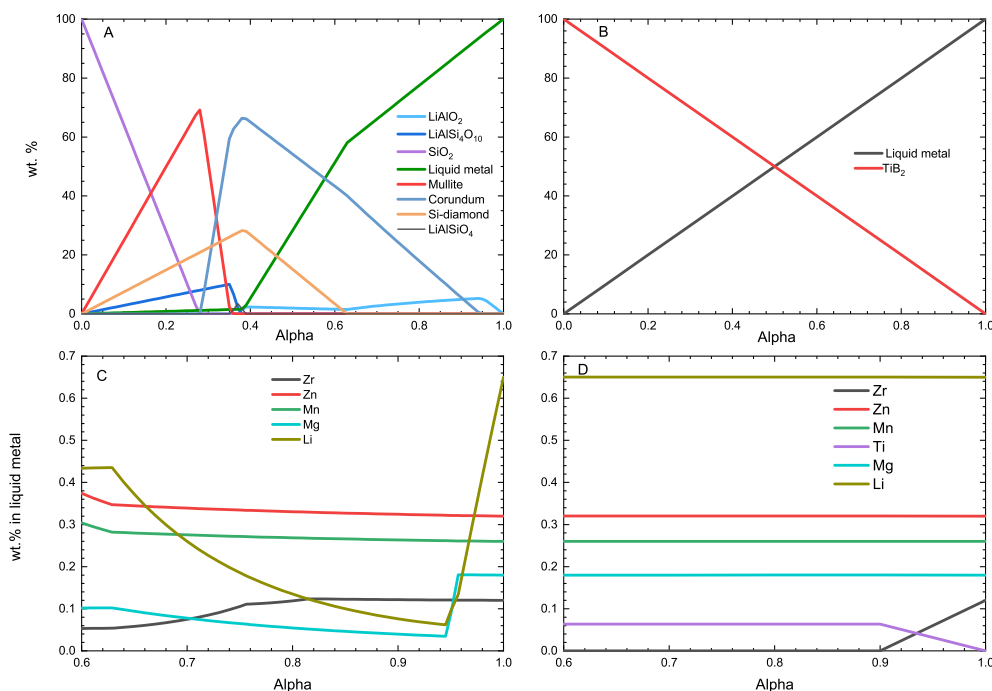 A
100
80
60
40
20
0
wt. %
0.0 0.2 0.4 0.6 0.8 1.0
Alpha
LiAlO₂
LiAlSi₄O₁₀
SiO₂
Liquid metal
Mullite
Corundum
Si-diamond
LiAlSiO₄
B
100
80
60
40
20
0
0.0 0.2 0.4 0.6 0.8 1.0
Alpha
Liquid metal
TiB₂
C
0.7
0.6
0.5
0.4
0.3
0.2
0.1
0.0
wt.% in liquid metal
0.6 0.7 0.8 0.9 1.0
Alpha
Zr
Zn
Mn
Mg
Li
D
0.7
0.6
0.5
0.4
0.3
0.2
0.1
0.0
0.6 0.7 0.8 0.9 1.0
Alpha
Zr
Zn
Mn
Ti
Mg
Li